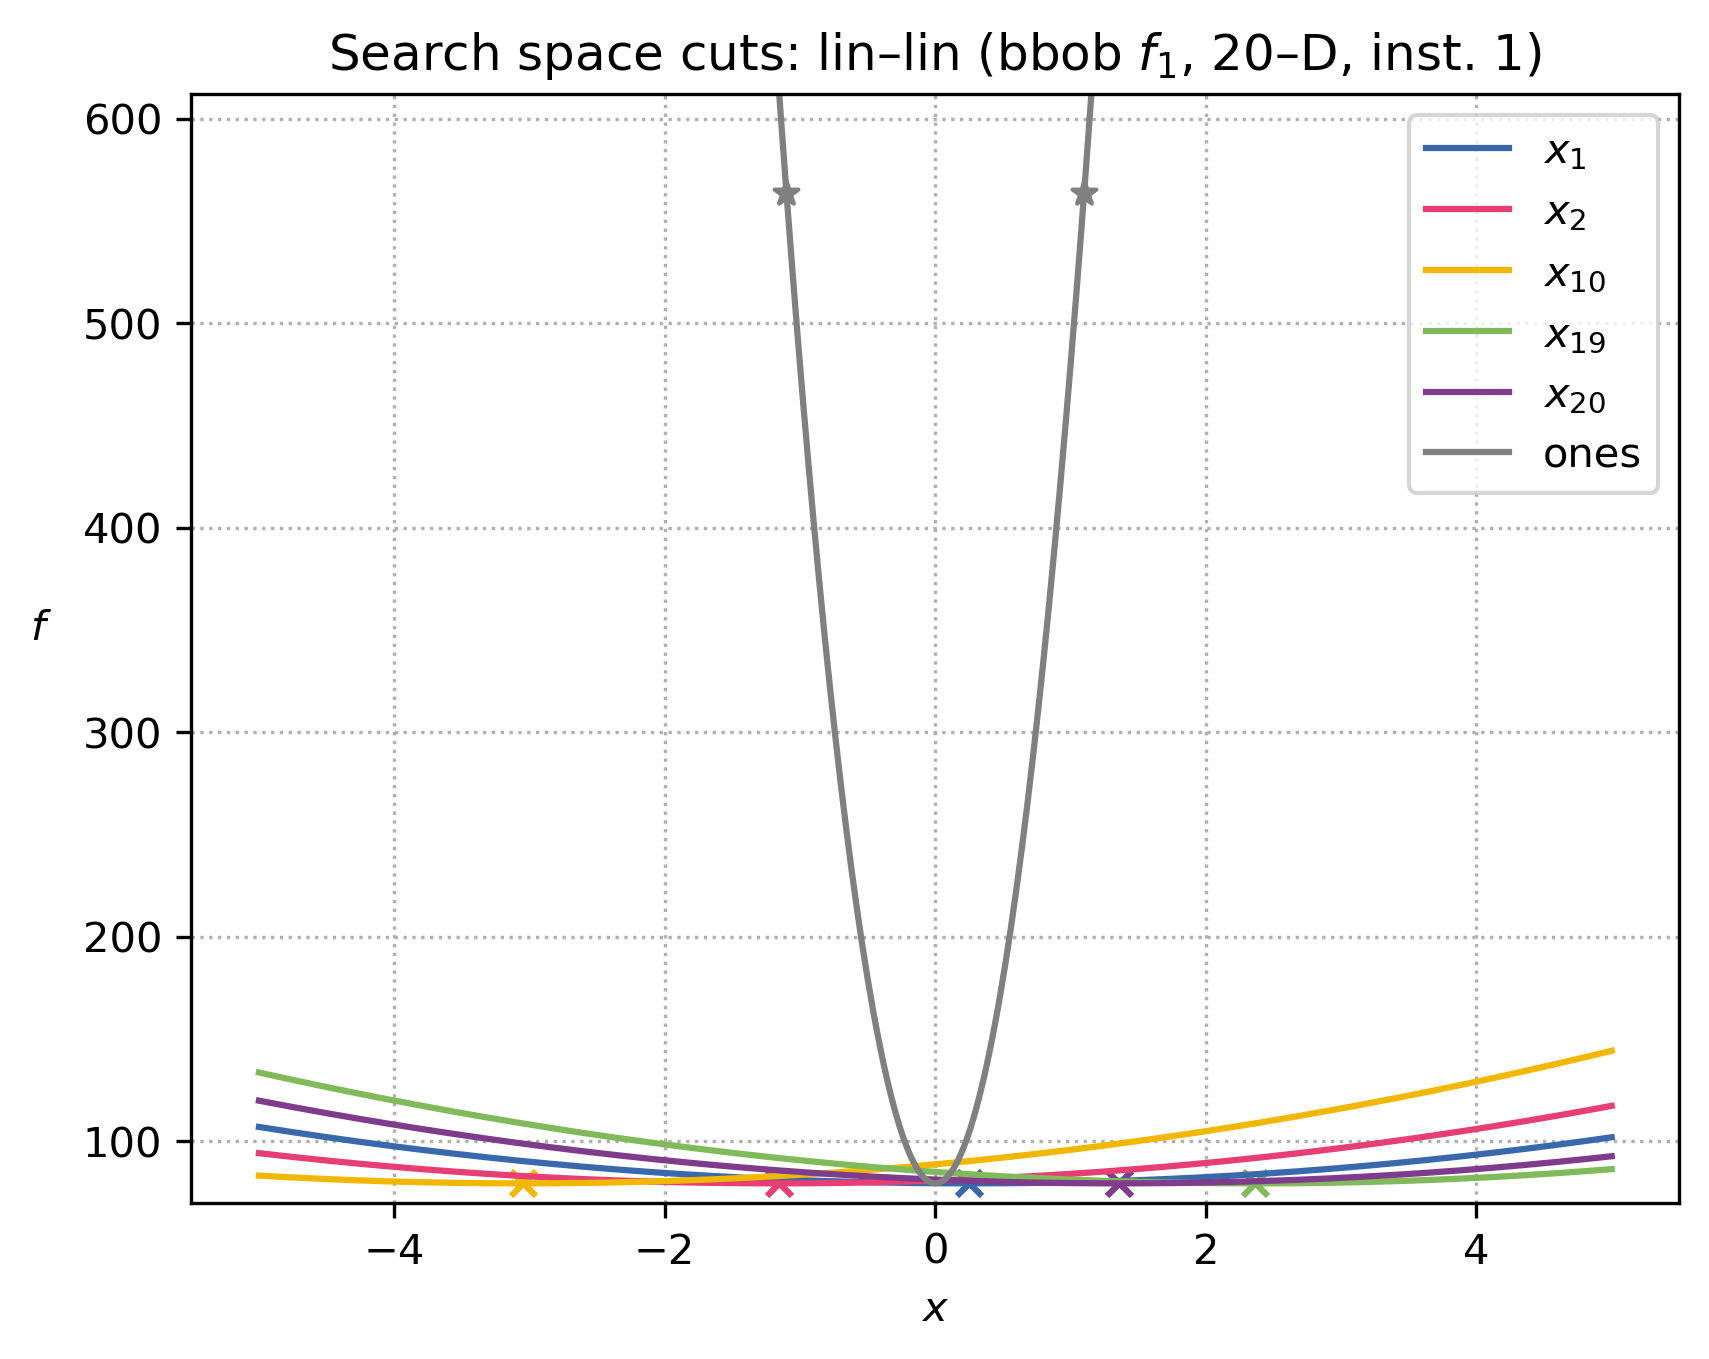 Search space cuts: lin–lin (bbob f₁, 20–D, inst. 1)
600
500
400
300
200
100
f
−4
−2
0
2
4
x
x₁
x₂
x₁₀
x₁₉
x₂₀
ones